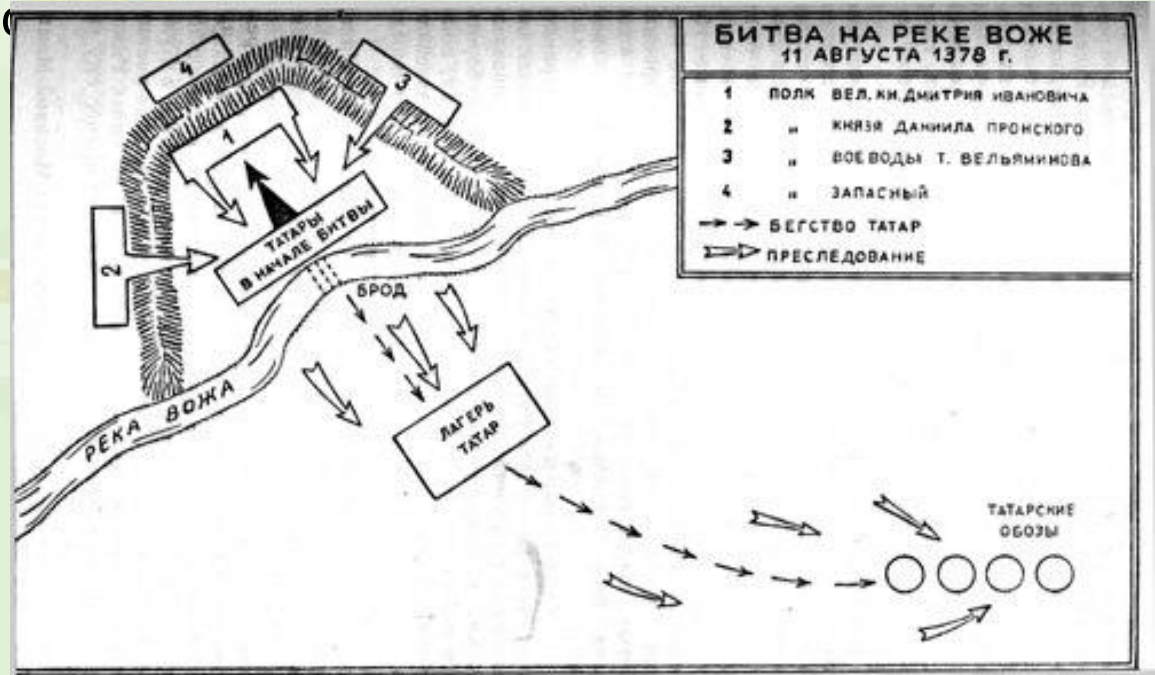 БИТВА НА РЕКЕ ВОЖЕ
11 АВГУСТА 1378 г.
1 ПОЛК ВЕЛ. КН. ДМИТРИЯ ИВАНОВИЧА
2 „ КНЯЗЯ ДАНИИЛА ПРОНСКОГО
3 „ ВОЕВОДЫ Т. ВЕЛЬЯМИНОВА
4 „ ЗАПАСНЫЙ
БЕГСТВО ТАТАР
ПРЕСЛЕДОВАНИЕ
4
3
1
2
ТАТАРЫ
В НАЧАЛЕ БИТВЫ
БРОД
РЕКА ВОЖА
ЛАГЕРЬ
ТАТАР
ТАТАРСКИЕ
ОБОЗЫ